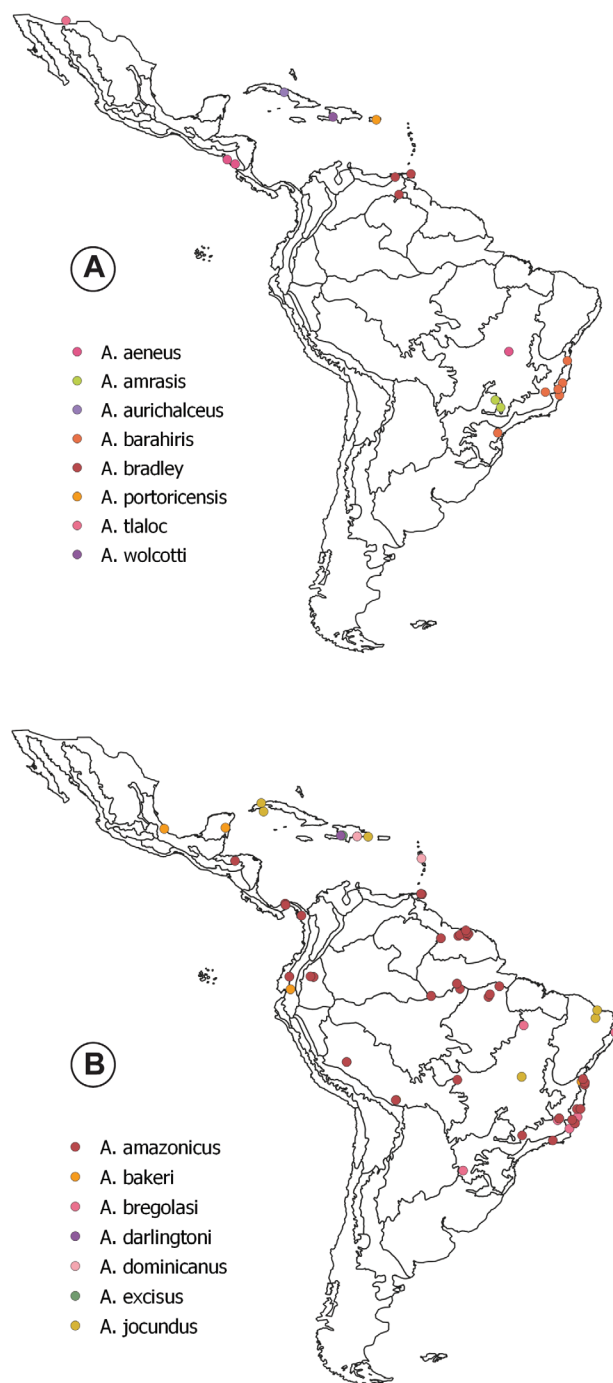 A
A. aeneus
A. amrasis
A. aurichalceus
A. barahiris
A. bradley
A. portoricensis
A. tlaloc
A. wolcotti
B
A. amazonicus
A. bakeri
A. bregolasi
A. darlingtoni
A. dominicanus
A. excisus
A. jocundus